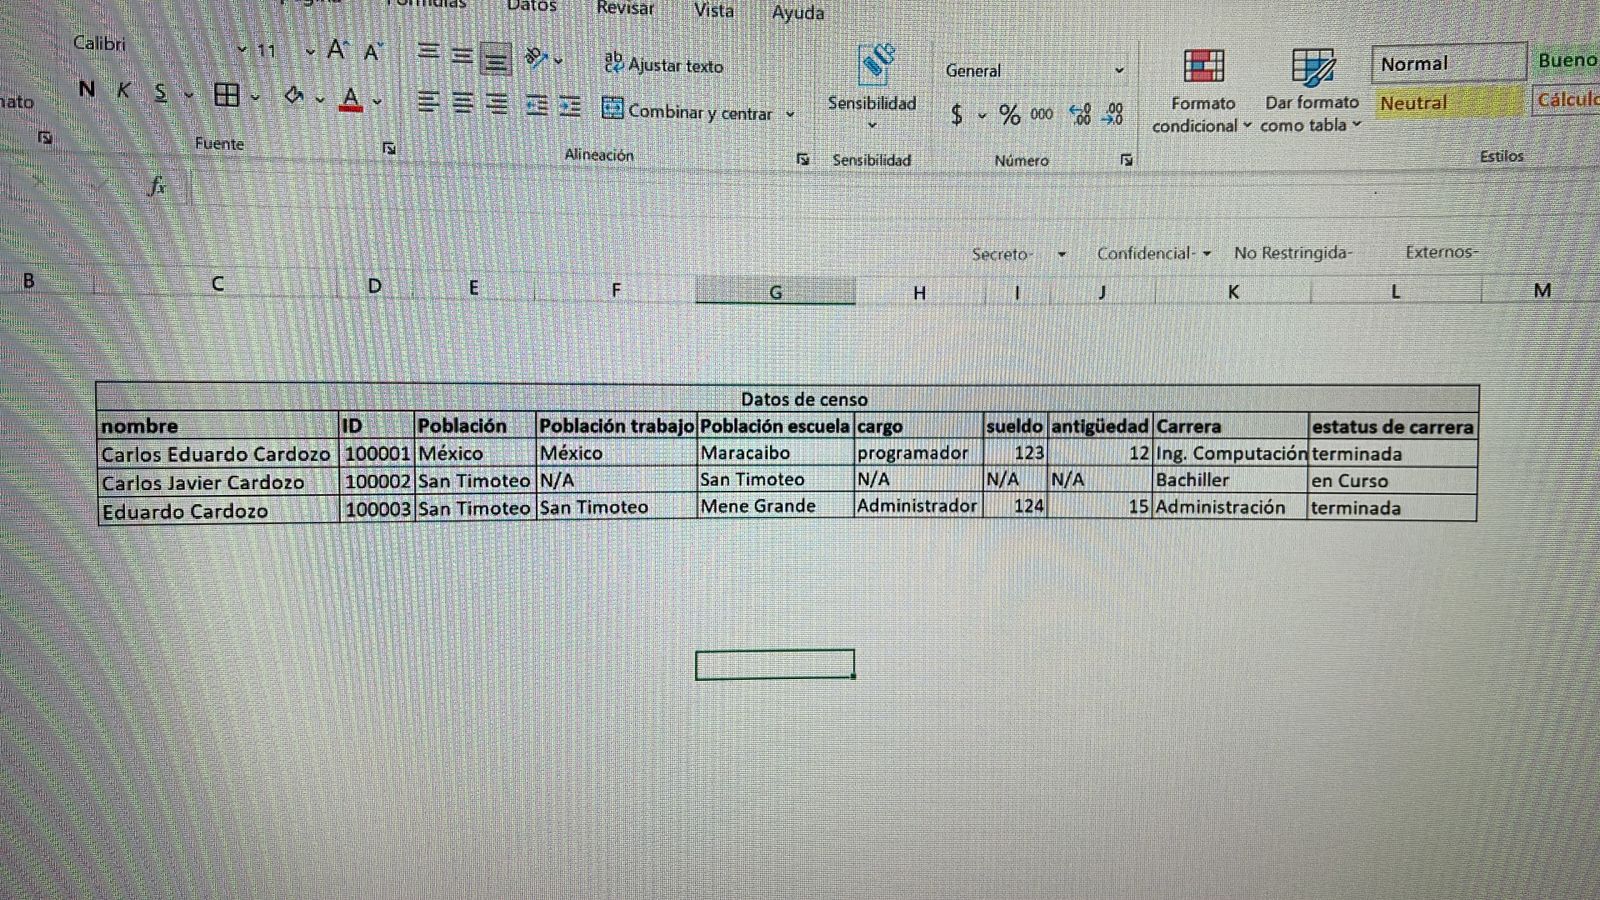 Datos Revisar Vista Ayuda
Calibri 11 A A Ajustar texto General Normal Bueno
N K S A Combinar y centrar Sensibilidad $ % 000 Formato condicional Dar formato como tabla Neutral
Fuente Alineación Sensibilidad Número Estilos
fx
Secreto- Confidencial- No Restringida- Externos-
B C D E F G H I J K L M
Datos de censo
nombre ID Población Población trabajo Población escuela cargo sueldo antigüedad Carrera estatus de carrera
Carlos Eduardo Cardozo 100001 México México Maracaibo programador 123 12 Ing. Computación terminada
Carlos Javier Cardozo 100002 San Timoteo N/A San Timoteo N/A N/A N/A Bachiller en Curso
Eduardo Cardozo 100003 San Timoteo San Timoteo Mene Grande Administrador 124 15 Administración terminada